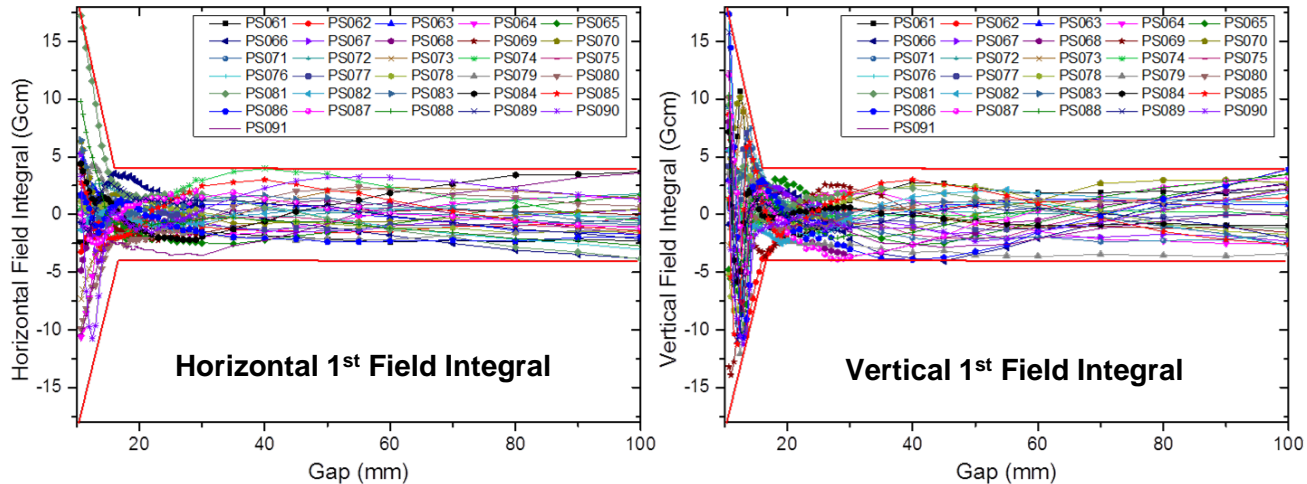 Horizontal Field Integral (Gcm)
15
10
5
0
-5
-10
-15
PS061 PS062 PS063 PS064 PS065
PS066 PS067 PS068 PS069 PS070
PS071 PS072 PS073 PS074 PS075
PS076 PS077 PS078 PS079 PS080
PS081 PS082 PS083 PS084 PS085
PS086 PS087 PS088 PS089 PS090
PS091
Horizontal 1st Field Integral
20 40 60 80 100
Gap (mm)
Vertical Field Integral (Gcm)
15
10
5
0
-5
-10
-15
PS061 PS062 PS063 PS064 PS065
PS066 PS067 PS068 PS069 PS070
PS071 PS072 PS073 PS074 PS075
PS076 PS077 PS078 PS079 PS080
PS081 PS082 PS083 PS084 PS085
PS086 PS087 PS088 PS089 PS090
PS091
Vertical 1st Field Integral
20 40 60 80 100
Gap (mm)